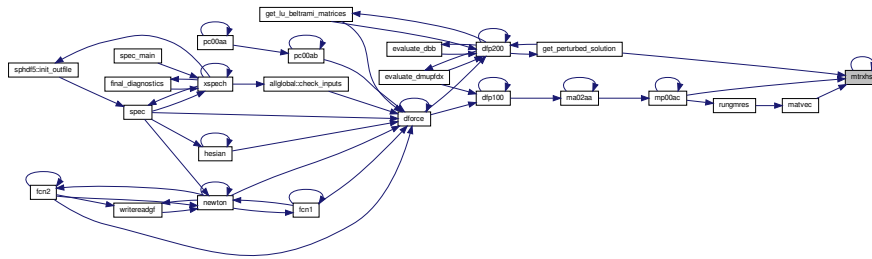 get_lu_beltrami_matrices
pc00aa
dfp200
evaluate_dbb
get_perturbed_solution
spec_main
pc00ab
sphdf5::init_outfile
evaluate_dmupfdx
mtrxhs
final_diagnostics
xspech
allglobal::check_inputs
dfp100
ma02aa
mp00ac
rungmres
matvec
spec
dforce
hesian
fcn2
newton
writereadgf
fcn1